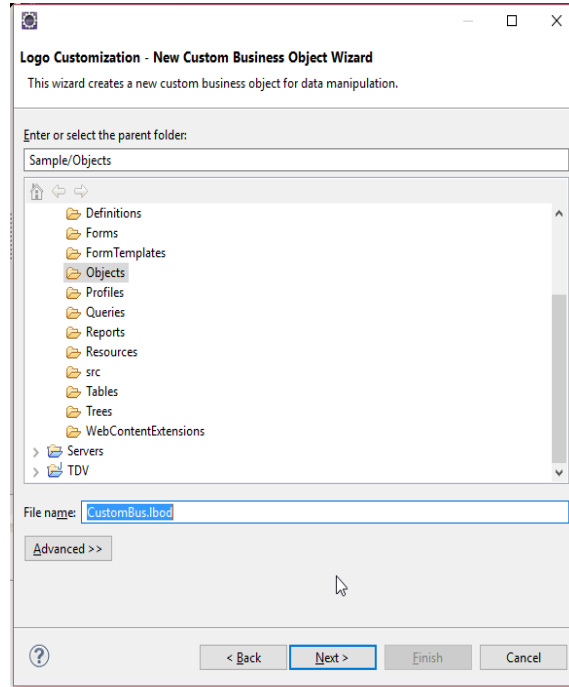 Logo Customization - New Custom Business Object Wizard
This wizard creates a new custom business object for data manipulation.
Enter or select the parent folder:
Sample/Objects
Definitions
Forms
FormTemplates
Objects
Profiles
Queries
Reports
Resources
src
Tables
Trees
WebContentExtensions
Servers
TDV
File name: CustomBus.lbod
Advanced >>
< Back Next > Finish Cancel